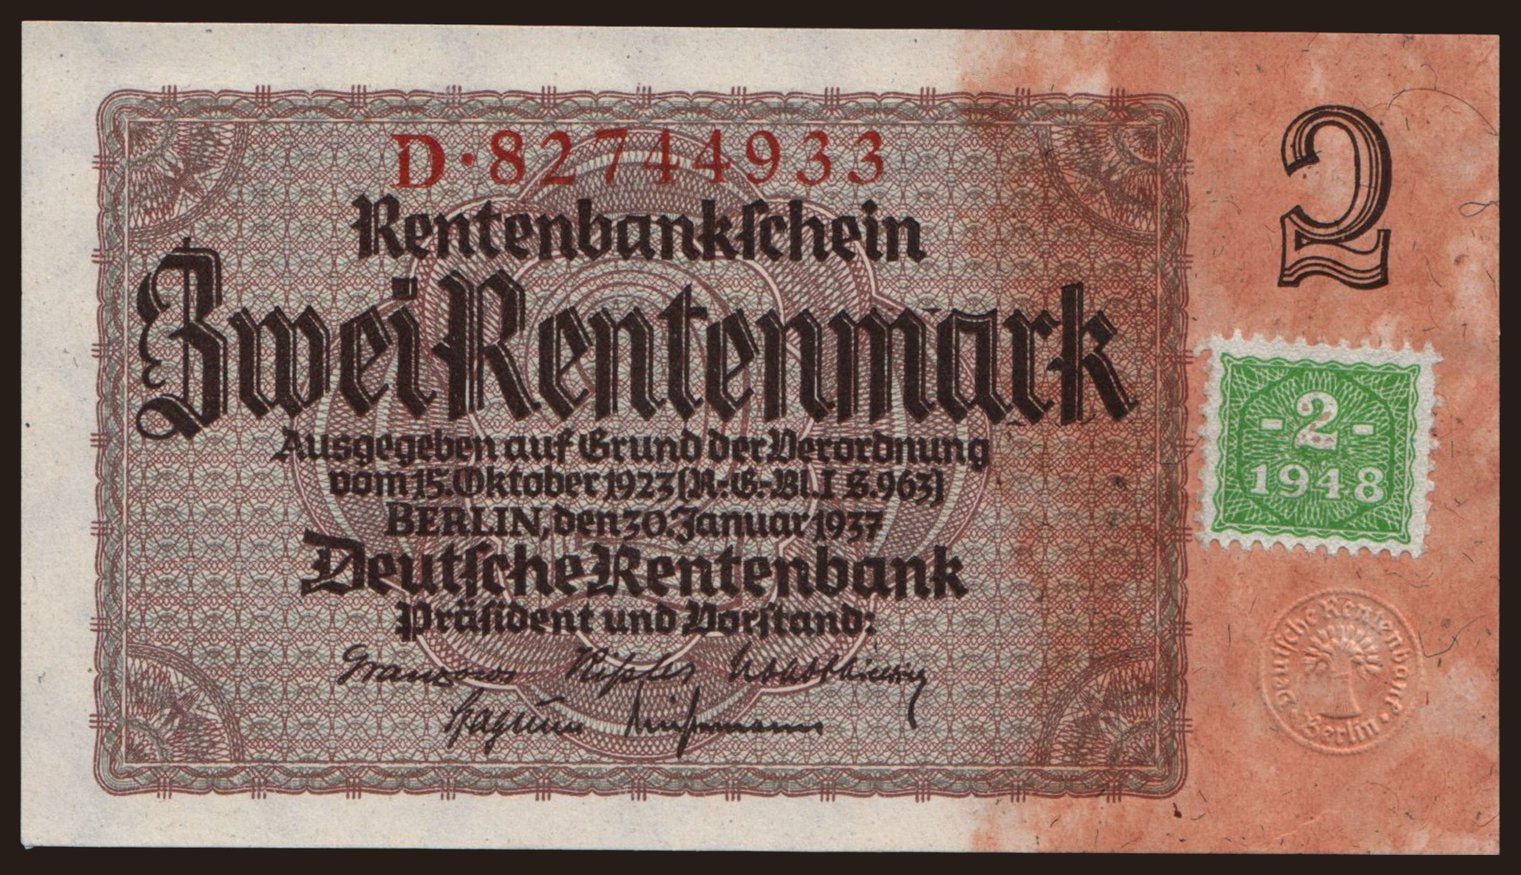 D·82744933
Rentenbankschein
Zwei Rentenmark
Ausgegeben auf Grund der Verordnung
vom 15. Oktober 1923 (R.-G.-Bl. I S. 963)
BERLIN, den 30. Januar 1937
Deutsche Rentenbank
Präsident und Vorstand:
2
-2-
1948
Deutsche Rentenbank · Berlin ·